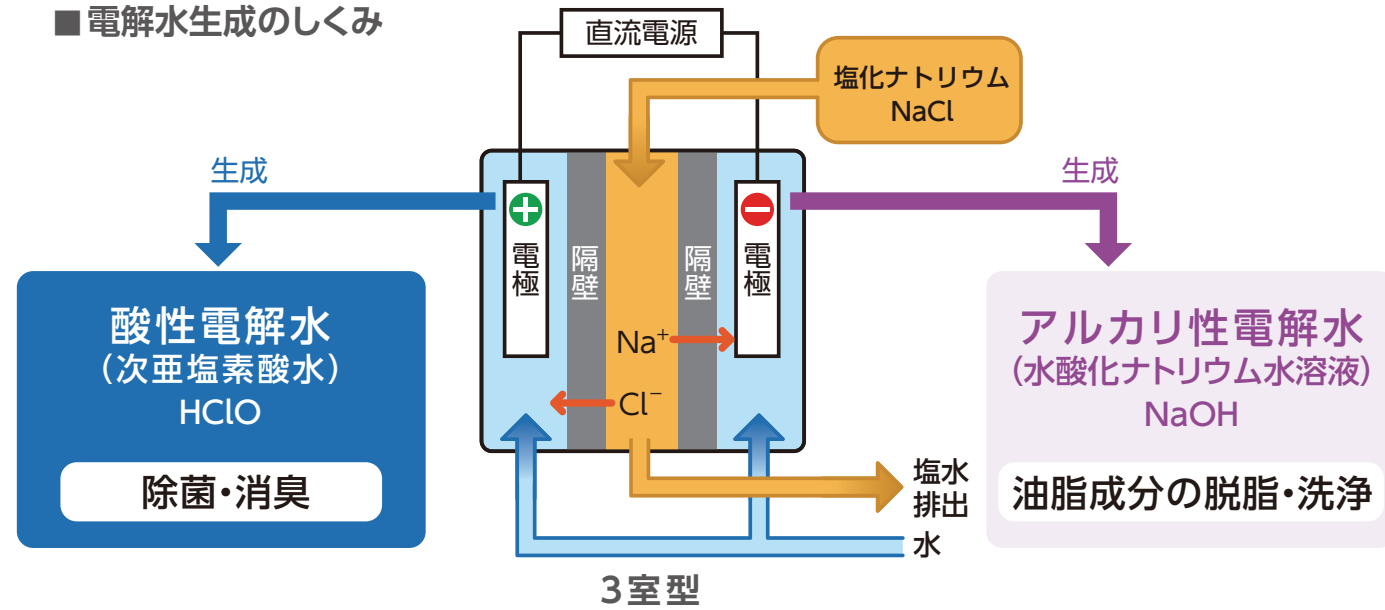 ■電解水生成のしくみ
直流電源
塩化ナトリウム
NaCl
生成
生成
電極
隔壁
隔壁
電極
Na⁺
Cl⁻
酸性電解水
（次亜塩素酸水）
HClO
除菌・消臭
アルカリ性電解水
（水酸化ナトリウム水溶液）
NaOH
油脂成分の脱脂・洗浄
塩水
排出
水
3室型